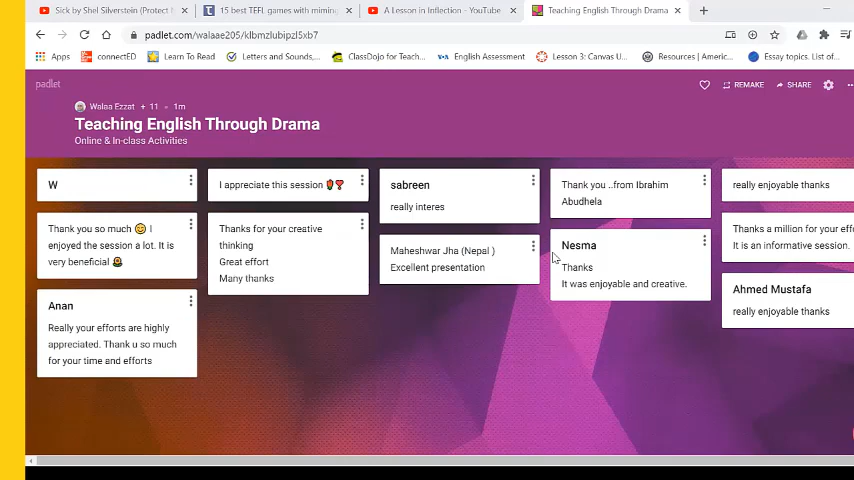 Sick by Shel Silverstein (Protect N
15 best TEFL games with miming
A Lesson in Inflection - YouTube
Teaching English Through Drama
padlet.com/walaae205/klbmzlubipzl5xb7
Apps
connectED
Learn To Read
Letters and Sounds,...
ClassDojo for Teach...
VOA
English Assessment
Lesson 3: Canvas U...
Resources | Americ...
Essay topics. List of...
padlet
REMAKE
SHARE
Walaa Ezzat + 11 • 1m
Teaching English Through Drama
Online & In-class Activities
W
Thank you so much 😊 I
enjoyed the session a lot. It is
very beneficial
Anan
Really your efforts are highly
appreciated. Thank u so much
for your time and efforts
I appreciate this session 🌷❣
Thanks for your creative
thinking
Great effort
Many thanks
sabreen
really interes
Maheshwar Jha (Nepal )
Excellent presentation
Thank you ..from Ibrahim
Abudhela
Nesma
Thanks
It was enjoyable and creative.
really enjoyable thanks
Thanks a million for your effo
It is an informative session.
Ahmed Mustafa
really enjoyable thanks